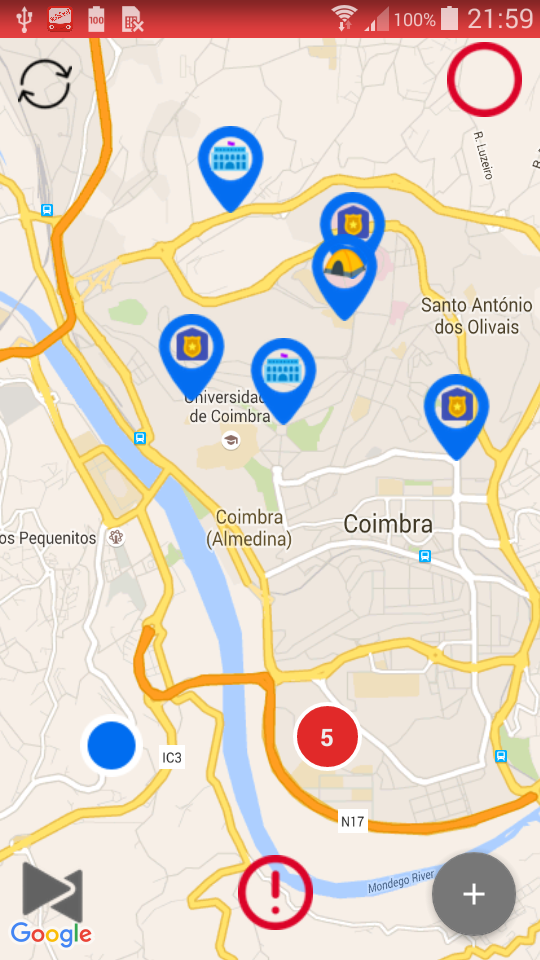 100
100% 21:59
R. Luzeiro
R.
Santo António
dos Olivais
Universidad
de Coimbra
Coimbra
(Almedina)
Coimbra
os Pequenitos
5
IC3
N17
Mondego River
Google
+